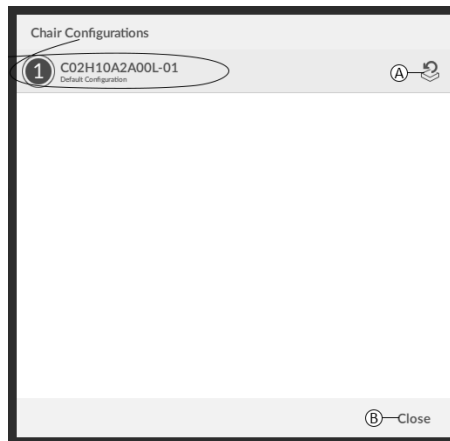 Chair Configurations
1 C02H10A2A00L-01
Default Configuration
A
B Close